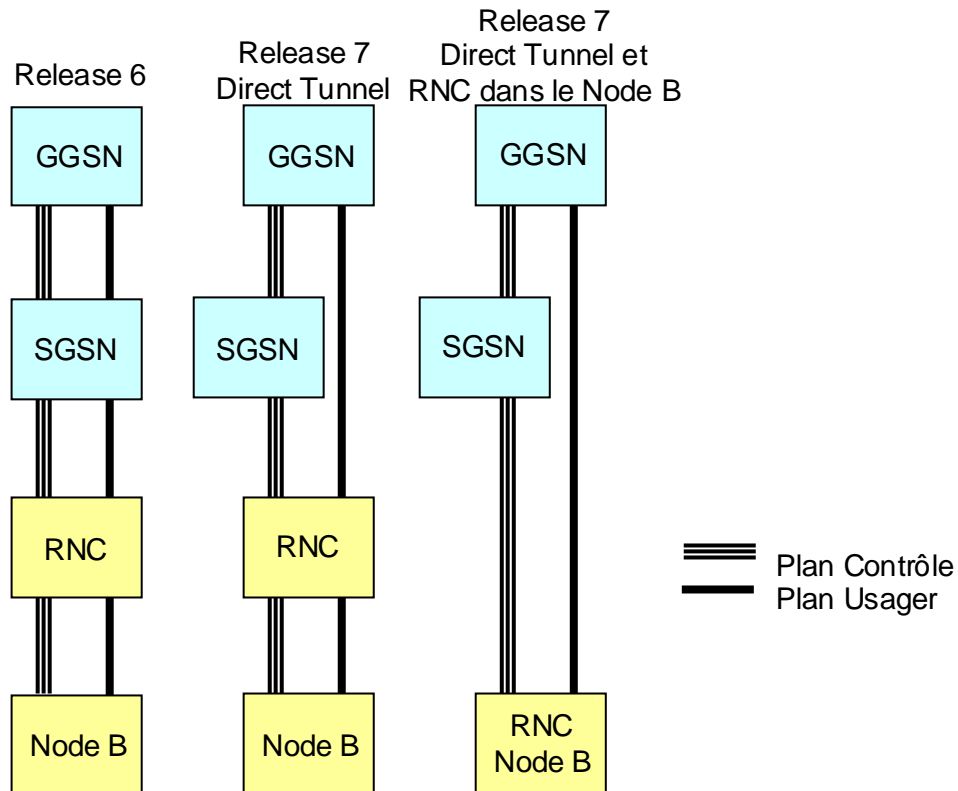 Release 6
Release 7
Direct Tunnel
Release 7
Direct Tunnel et
RNC dans le Node B
GGSN
GGSN
GGSN
SGSN
SGSN
SGSN
RNC
RNC
Plan Contrôle
Plan Usager
Node B
Node B
RNC
Node B